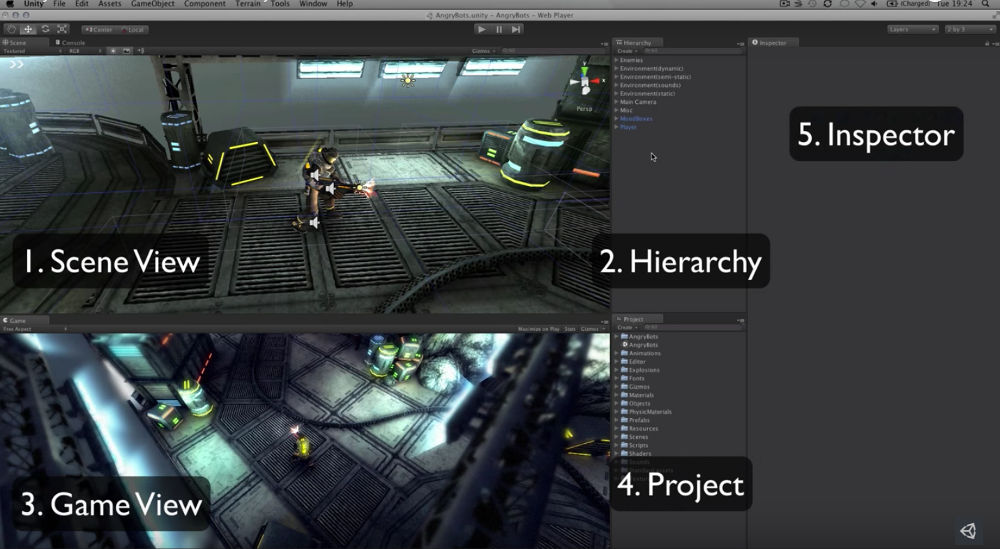 Unity File Edit Assets GameObject Component Terrain Tools Window Help
(Charged) Tue 19:24
AngryBots.unity – AngryBots – Web Player
Center Local
Layers 2 by 3
Scene Console
Textured RGB Gizmos All
Persp
y
x
1. Scene View
Hierarchy
Create All
Enemies
Environment(dynamic)
Environment(semi-static)
Environment(sounds)
Environment(static)
Main Camera
Misc
MoodBoxes
Player
2. Hierarchy
Inspector
5. Inspector
Game
Free Aspect Maximize on Play Stats Gizmos
3. Game View
Project
Create All
AngryBots
AngryBots
Animations
Editor
Explosions
Fonts
Gizmos
Materials
Objects
PhysicMaterials
Prefabs
Resources
Scenes
Scripts
Shaders
Sounds
Standard assets
4. Project